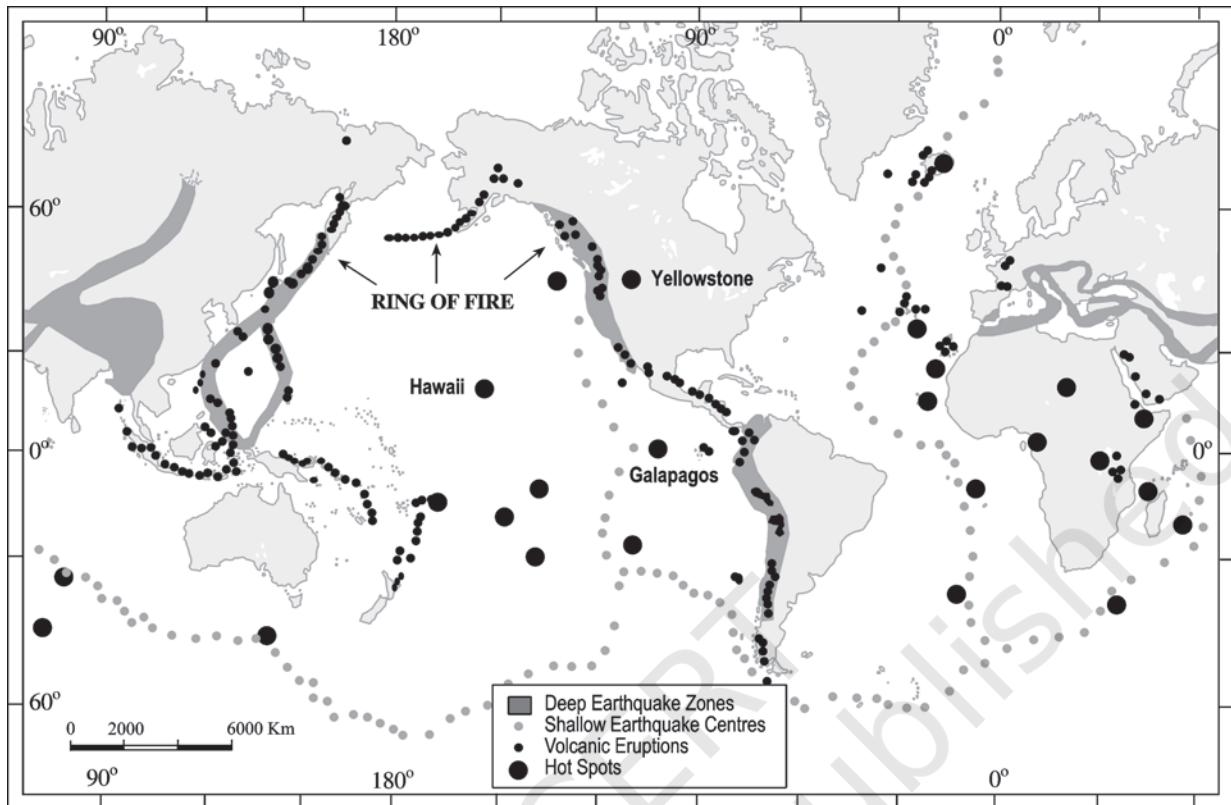 90º 180º 90º 0º
60º
Yellowstone
RING OF FIRE
Hawaii
0º 0º
Galapagos
60º
Deep Earthquake Zones
Shallow Earthquake Centres
Volcanic Eruptions
Hot Spots
0 2000 6000 Km
90º 180º 0º